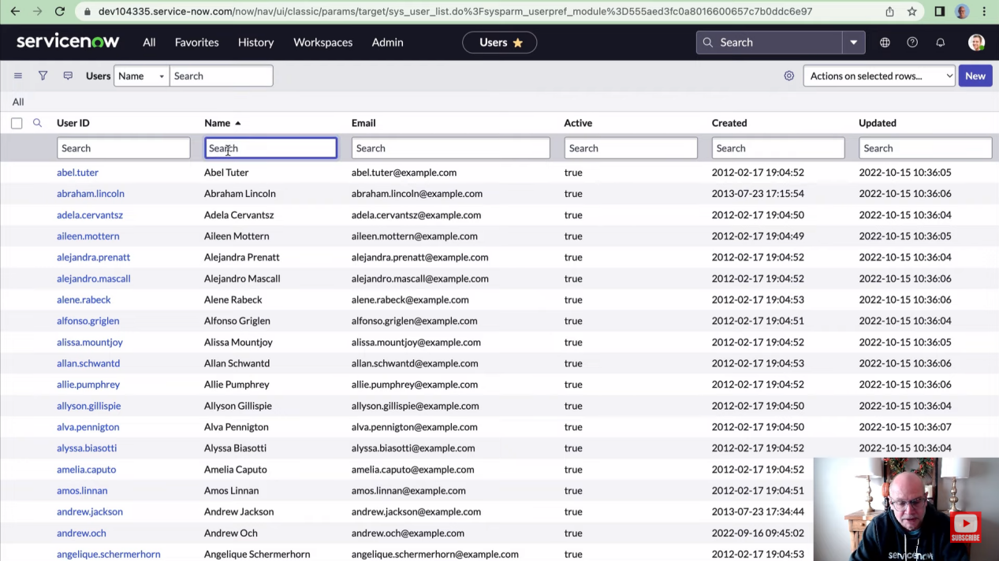 dev104335.service-now.com/now/nav/ui/classic/params/target/sys_user_list.do%3Fsysparm_userpref_module%3D555aed3fc0a8016600657c7b0ddc6e97
servicenow All Favorites History Workspaces Admin Users Search
Users Name Search Actions on selected rows... New
All
User ID Name Email Active Created Updated
Search Search Search Search Search Search
abel.tuter Abel Tuter abel.tuter@example.com true 2012-02-17 19:04:52 2022-10-15 10:36:05
abraham.lincoln Abraham Lincoln abraham.lincoln@example.com true 2013-07-23 17:15:54 2022-10-15 10:36:06
adela.cervantsz Adela Cervantsz adela.cervantsz@example.com true 2012-02-17 19:04:50 2022-10-15 10:36:04
aileen.mottern Aileen Mottern aileen.mottern@example.com true 2012-02-17 19:04:49 2022-10-15 10:36:05
alejandra.prenatt Alejandra Prenatt alejandra.prenatt@example.com true 2012-02-17 19:04:52 2022-10-15 10:36:04
alejandro.mascall Alejandro Mascall alejandro.mascall@example.com true 2012-02-17 19:04:52 2022-10-15 10:36:06
alene.rabeck Alene Rabeck alene.rabeck@example.com true 2012-02-17 19:04:53 2022-10-15 10:36:06
alfonso.griglen Alfonso Griglen alfonso.griglen@example.com true 2012-02-17 19:04:51 2022-10-15 10:36:04
alissa.mountjoy Alissa Mountjoy alissa.mountjoy@example.com true 2012-02-17 19:04:52 2022-10-15 10:36:05
allan.schwantd Allan Schwantd allan.schwantd@example.com true 2012-02-17 19:04:53 2022-10-15 10:36:06
allie.pumphrey Allie Pumphrey allie.pumphrey@example.com true 2012-02-17 19:04:52 2022-10-15 10:36:06
allyson.gillispie Allyson Gillispie allyson.gillispie@example.com true 2012-02-17 19:04:50 2022-10-15 10:36:04
alva.pennigton Alva Pennigton alva.pennigton@example.com true 2012-02-17 19:04:50 2022-10-15 10:36:07
alyssa.biasotti Alyssa Biasotti alyssa.biasotti@example.com true 2012-02-17 19:04:52 2022-10-15 10:36:04
amelia.caputo Amelia Caputo amelia.caputo@example.com true 2012-02-17 19:04:52
amos.linnan Amos Linnan amos.linnan@example.com true 2012-02-17 19:04:51
andrew.jackson Andrew Jackson andrew.jackson@example.com true 2013-07-23 17:34:44
andrew.och Andrew Och andrew.och@example.com true 2022-09-16 09:45:02
angelique.schermerhorn Angelique Schermerhorn angelique.schermerhorn@example.com true 2012-02-17 19:04:53
SUBSCRIBE
servicenow